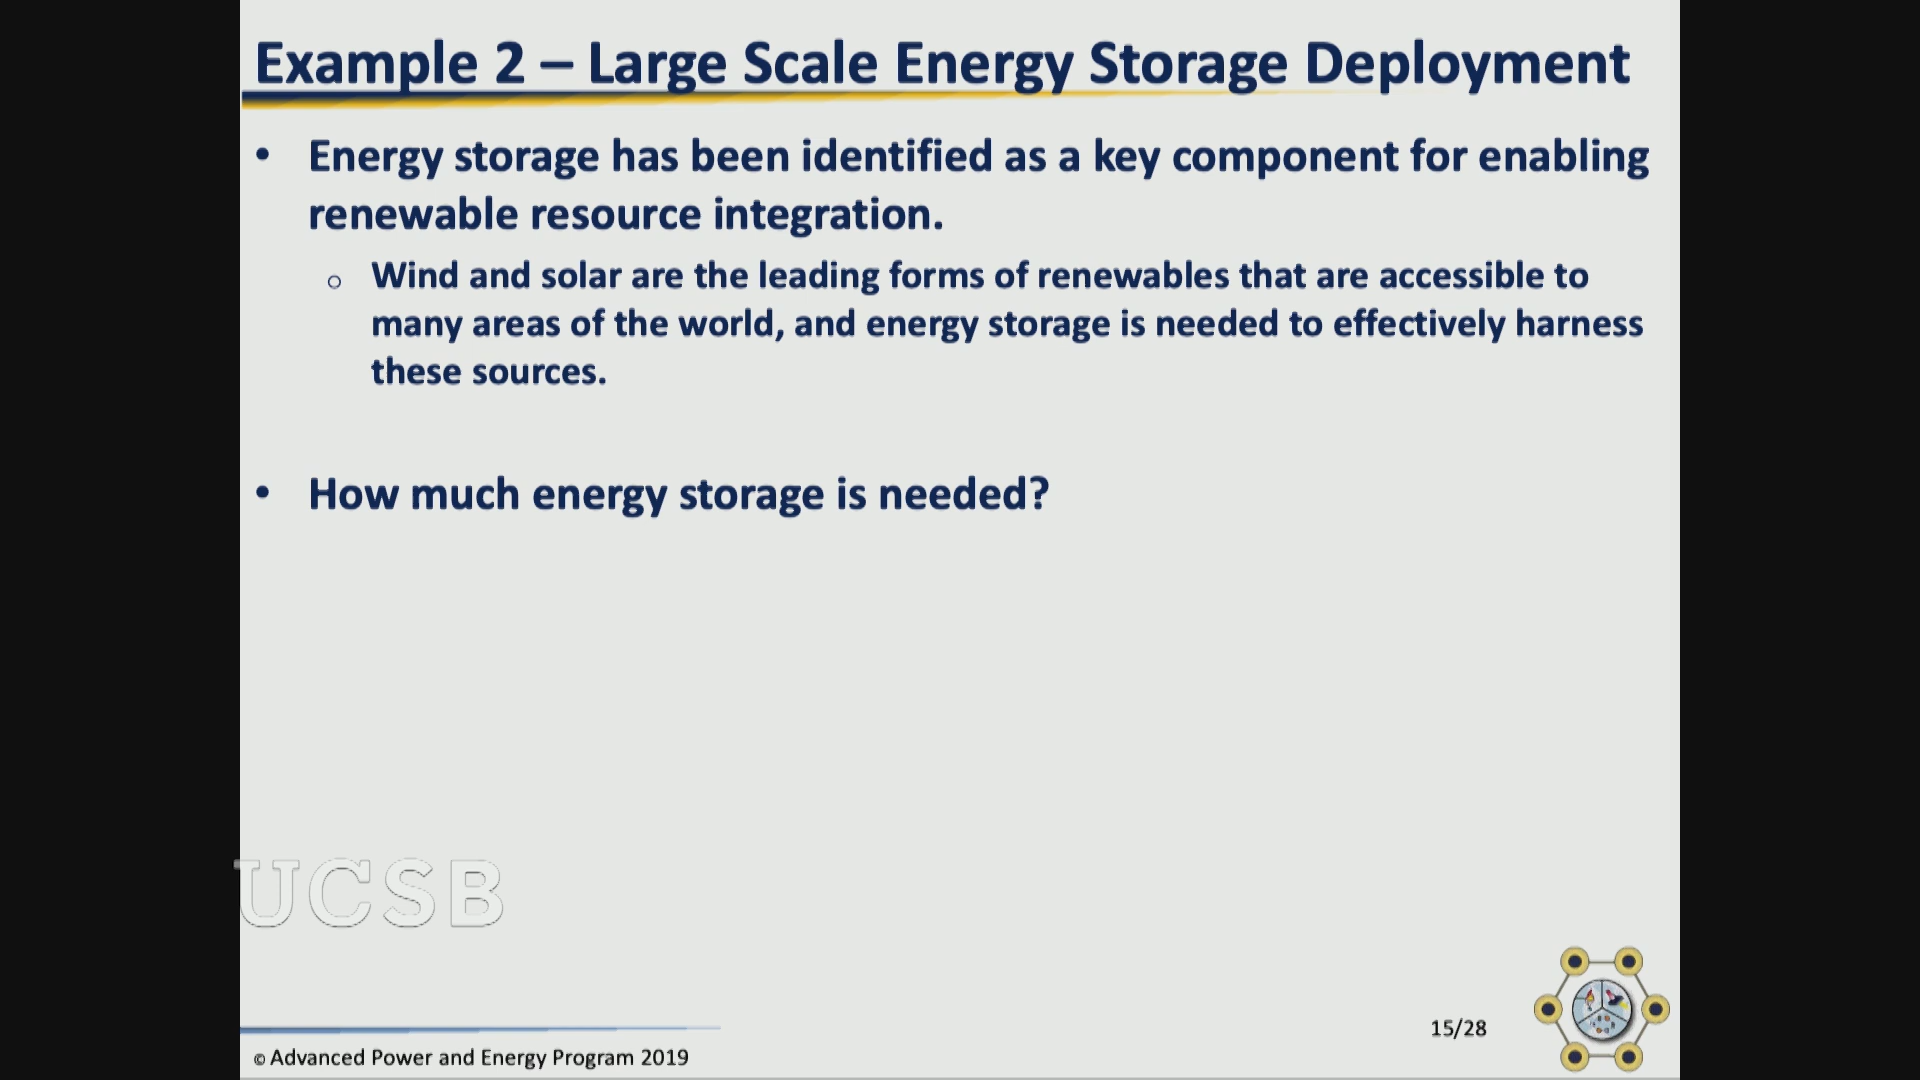 Example 2 – Large Scale Energy Storage Deployment
• Energy storage has been identified as a key component for enabling
renewable resource integration.
○ Wind and solar are the leading forms of renewables that are accessible to
many areas of the world, and energy storage is needed to effectively harness
these sources.
• How much energy storage is needed?
UCSB
15/28
© Advanced Power and Energy Program 2019